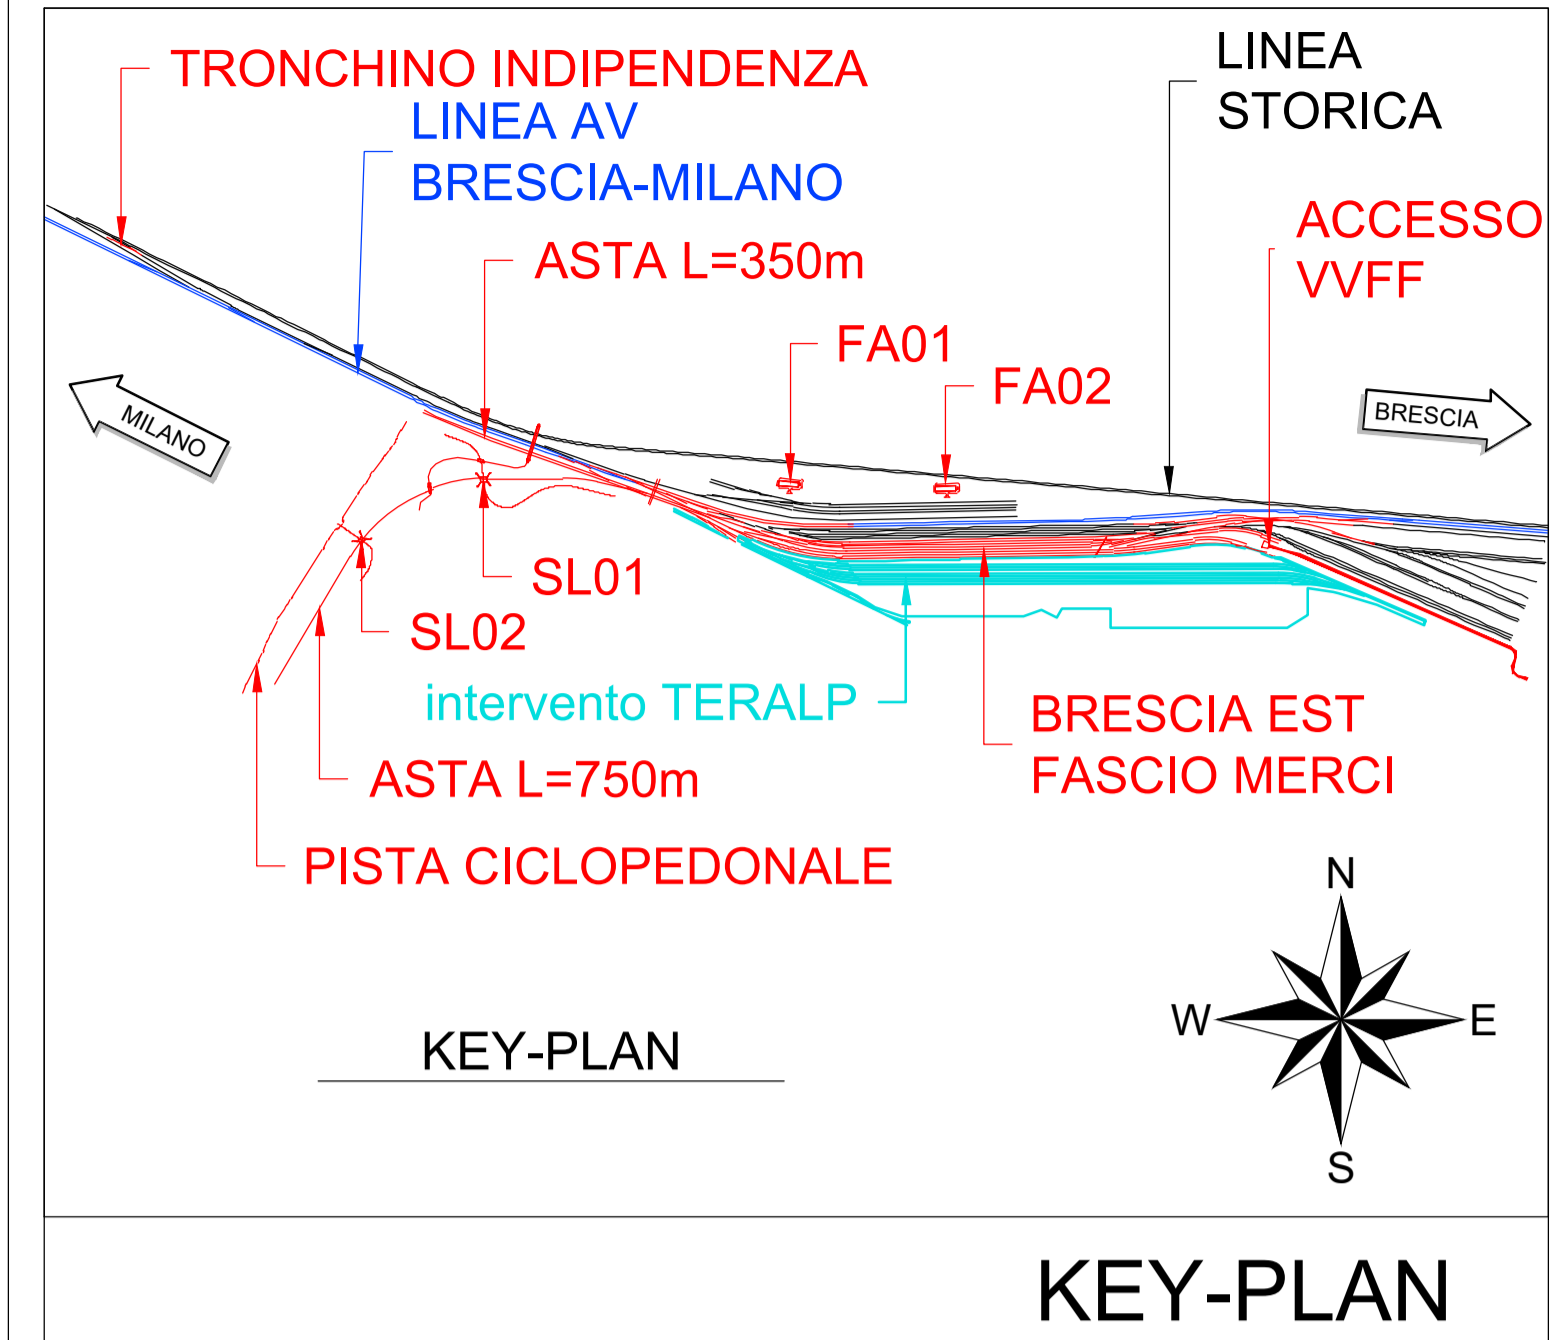 TRONCHINO INDIPENDENZA
LINEA AV
BRESCIA-MILANO
LINEA
STORICA
ASTA L=350m
ACCESSO
VVFF
FA01
FA02
MILANO
BRESCIA
SL01
SL02
intervento TERALP
BRESCIA EST
FASCIO MERCI
ASTA L=750m
PISTA CICLOPEDONALE
N
W
E
S
KEY-PLAN
KEY-PLAN